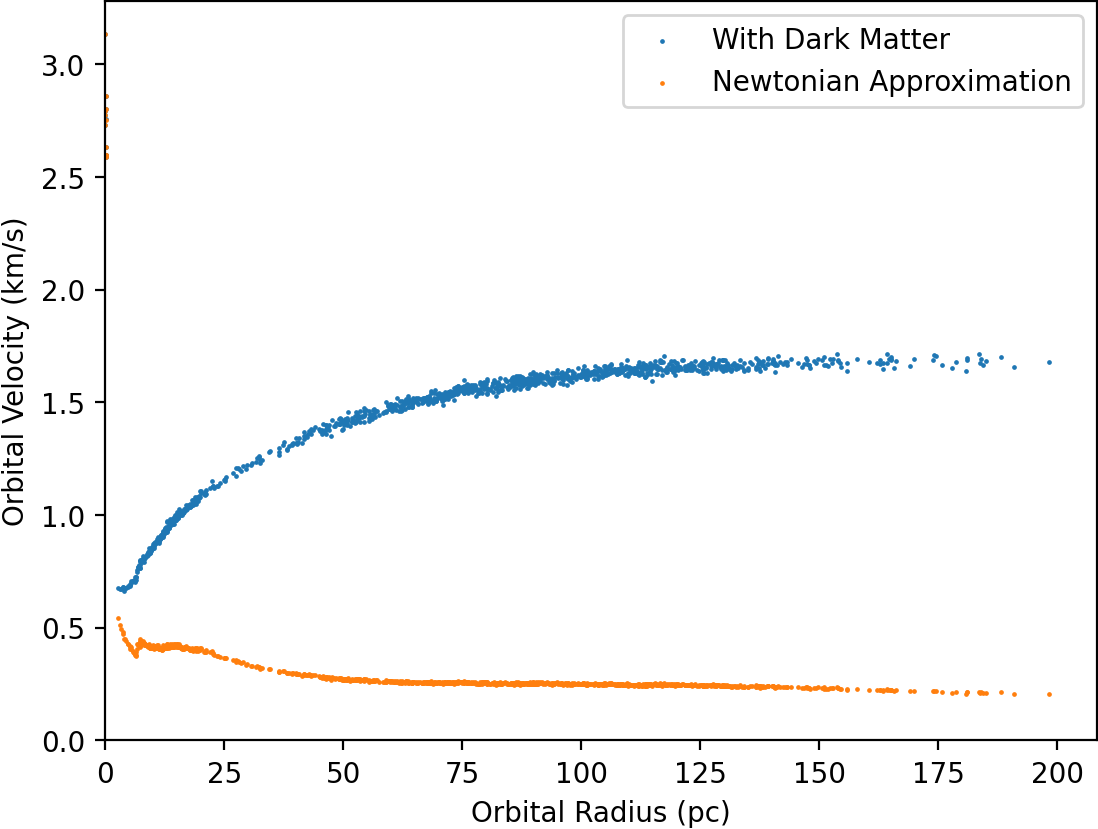 With Dark Matter
Newtonian Approximation
3.0
2.5
2.0
1.5
1.0
0.5
0.0
Orbital Velocity (km/s)
0 25 50 75 100 125 150 175 200
Orbital Radius (pc)